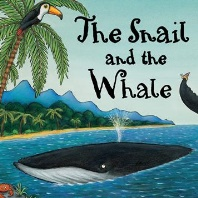 The Snail
and the
Whale